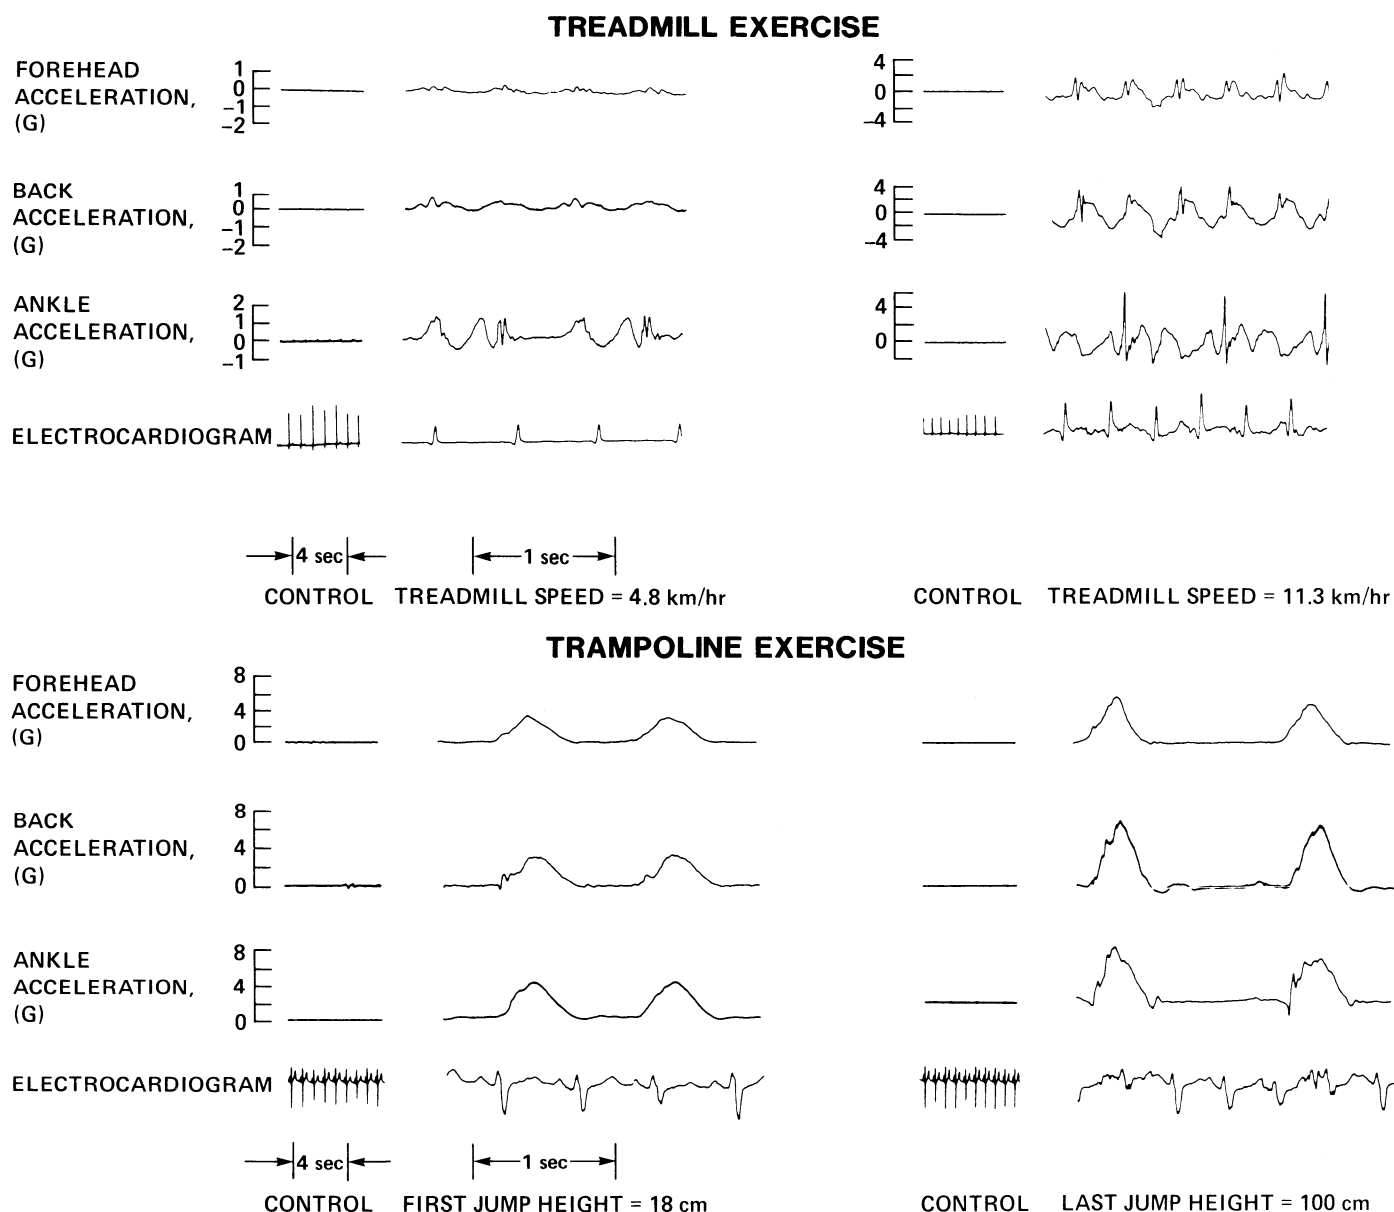 TREADMILL EXERCISE
FOREHEAD
ACCELERATION,
(G)
1
0
−1
−2
4
0
−4
BACK
ACCELERATION,
(G)
1
0
−1
−2
4
0
−4
ANKLE
ACCELERATION,
(G)
2
1
0
−1
4
0
ELECTROCARDIOGRAM
4 sec
1 sec
CONTROL TREADMILL SPEED = 4.8 km/hr
CONTROL TREADMILL SPEED = 11.3 km/hr
TRAMPOLINE EXERCISE
FOREHEAD
ACCELERATION,
(G)
8
4
0
BACK
ACCELERATION,
(G)
8
4
0
ANKLE
ACCELERATION,
(G)
8
4
0
ELECTROCARDIOGRAM
4 sec
1 sec
CONTROL FIRST JUMP HEIGHT = 18 cm
CONTROL LAST JUMP HEIGHT = 100 cm